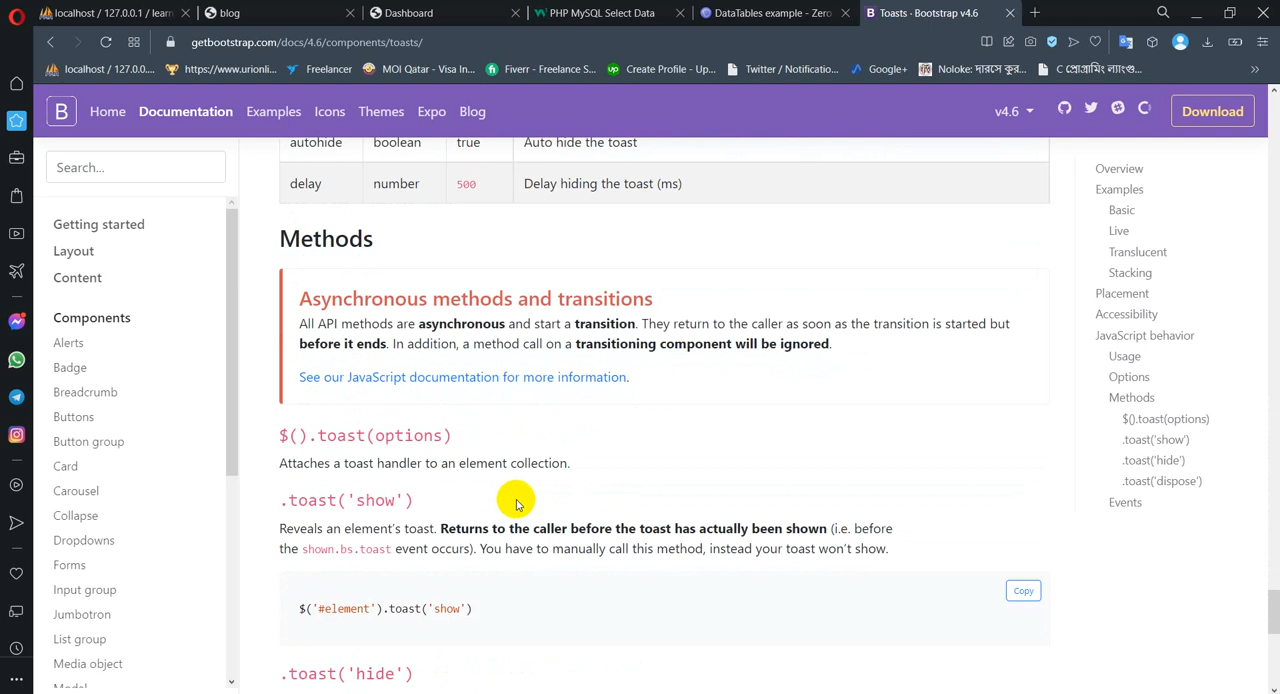 localhost / 127.0.0.1 / learn
blog
Dashboard
PHP MySQL Select Data
DataTables example - Zero
Toasts · Bootstrap v4.6
getbootstrap.com/docs/4.6/components/toasts/
localhost / 127.0.0....
https://www.urionli...
Freelancer
MOI Qatar - Visa In...
Fiverr - Freelance S...
Create Profile - Up...
Twitter / Notificatio...
Google+
Noloke: দারসে কুর...
C প্রোগ্রামিং ল্যাংগু...
B
Home
Documentation
Examples
Icons
Themes
Expo
Blog
v4.6
Download
Search...
Getting started
Layout
Content
Components
Alerts
Badge
Breadcrumb
Buttons
Button group
Card
Carousel
Collapse
Dropdowns
Forms
Input group
Jumbotron
List group
Media object
Modal
autohide boolean true Auto hide the toast
delay number 500 Delay hiding the toast (ms)
Methods
Asynchronous methods and transitions
All API methods are asynchronous and start a transition. They return to the caller as soon as the transition is started but
before it ends. In addition, a method call on a transitioning component will be ignored.
See our JavaScript documentation for more information.
$().toast(options)
Attaches a toast handler to an element collection.
.toast('show')
Reveals an element's toast. Returns to the caller before the toast has actually been shown (i.e. before
the shown.bs.toast event occurs). You have to manually call this method, instead your toast won't show.
Copy
$('#element').toast('show')
.toast('hide')
Overview
Examples
Basic
Live
Translucent
Stacking
Placement
Accessibility
JavaScript behavior
Usage
Options
Methods
$().toast(options)
.toast('show')
.toast('hide')
.toast('dispose')
Events